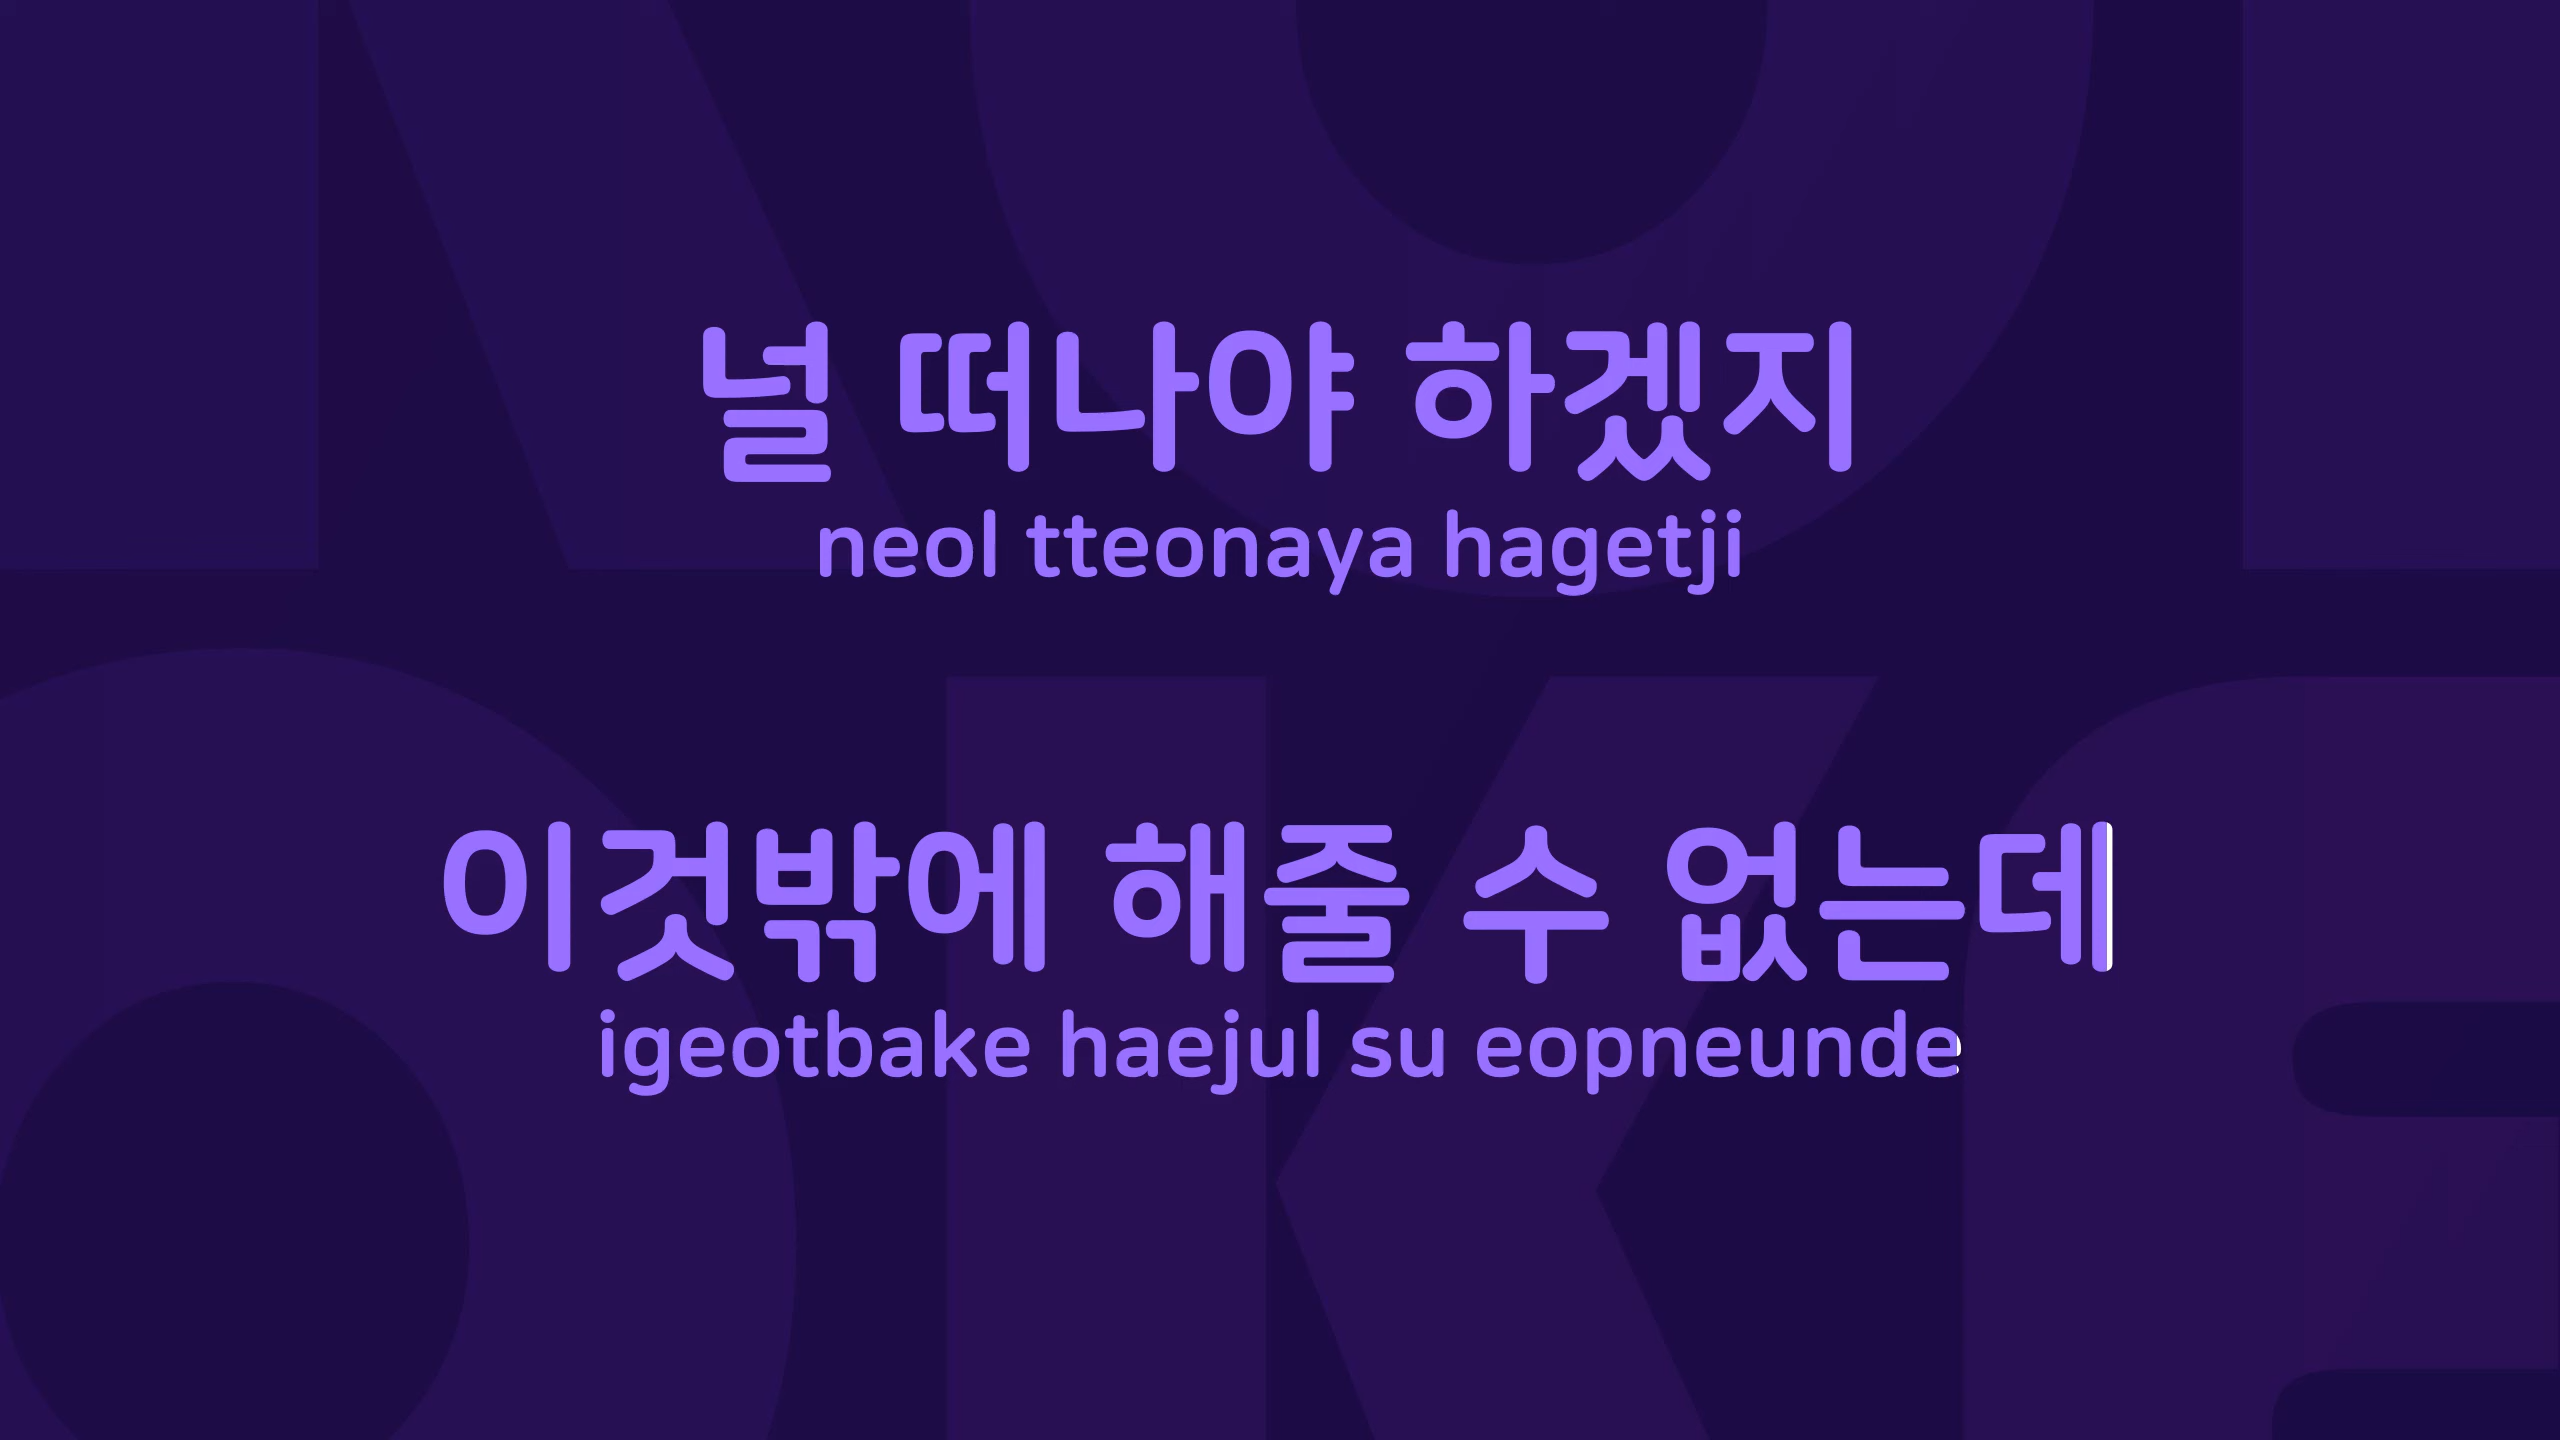 널 떠나야 하겠지
neol tteonaya hagetji
이것밖에 해줄 수 없는데
igeotbake haejul su eopneunde